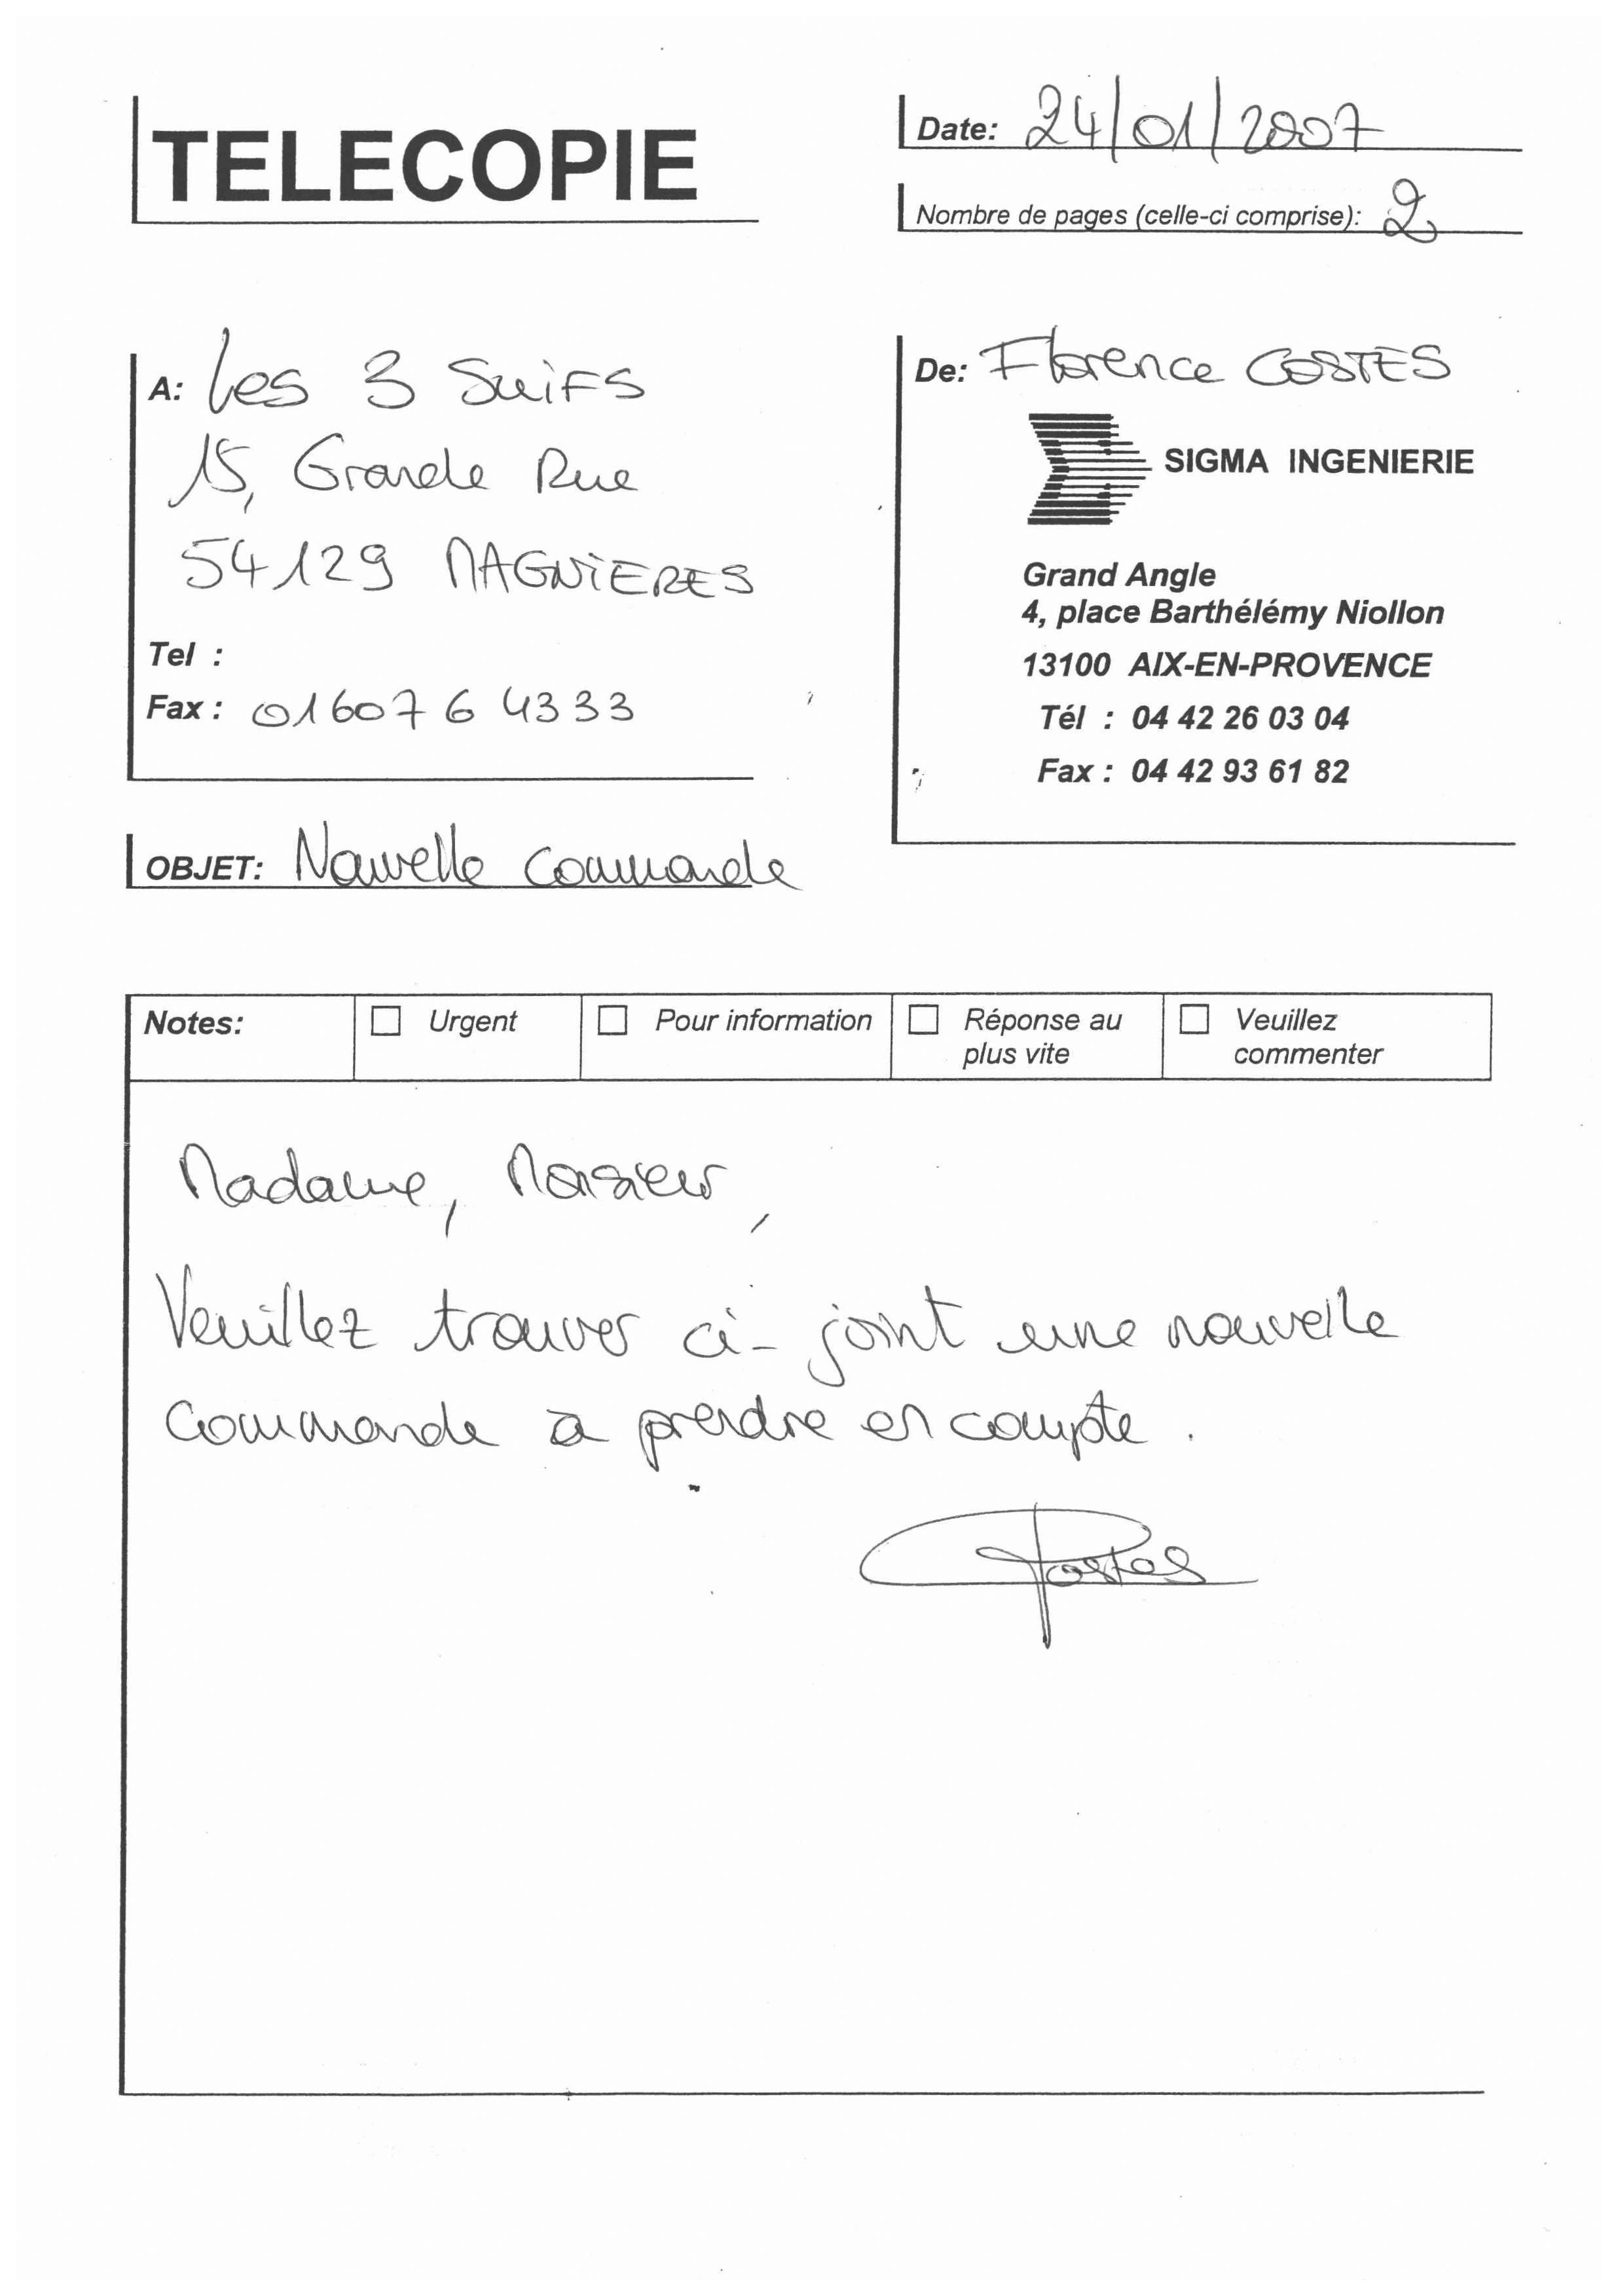 TELECOPIE
Date: 24/01/2007
Nombre de pages (celle-ci comprise): 2
A: Les 3 SuiFS
15, Grande Rue
54129 MAGNIERES
Tel :
Fax : 0160764333
De: Florence COSTES
SIGMA INGENIERIE
Grand Angle
4, place Barthélémy Niollon
13100 AIX-EN-PROVENCE
Tél : 04 42 26 03 04
Fax : 04 42 93 61 82
OBJET: Nouvelle Commande
Notes: Urgent Pour information Réponse au plus vite Veuillez commenter
Madame, Monsieur,
Veuillez trouver ci-joint une nouvelle
commande à prendre en compte.
Costes